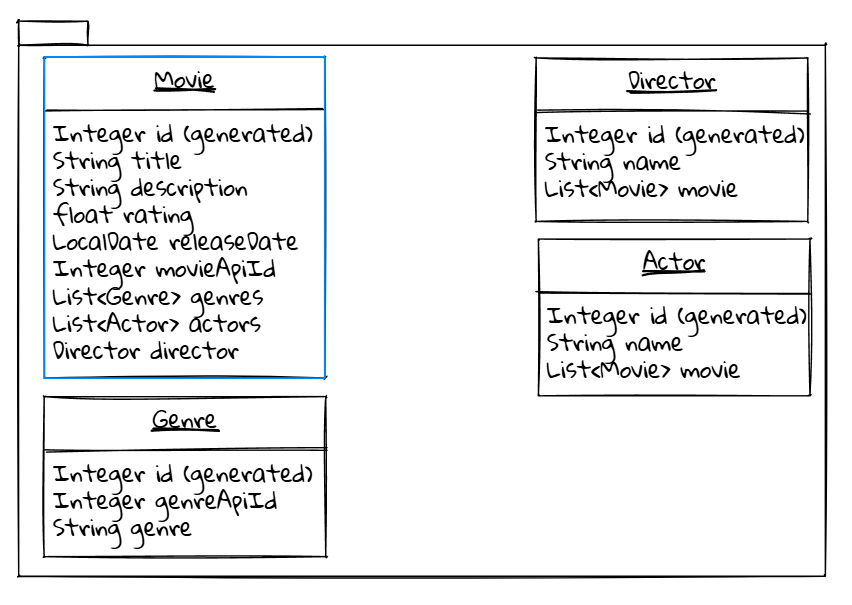 Movie
Integer id (generated)
String title
String description
float rating
LocalDate releaseDate
Integer movieApiId
List<Genre> genres
List<Actor> actors
Director director
Genre
Integer id (generated)
Integer genreApiId
String genre
Director
Integer id (generated)
String name
List<Movie> movie
Actor
Integer id (generated)
String name
List<Movie> movie